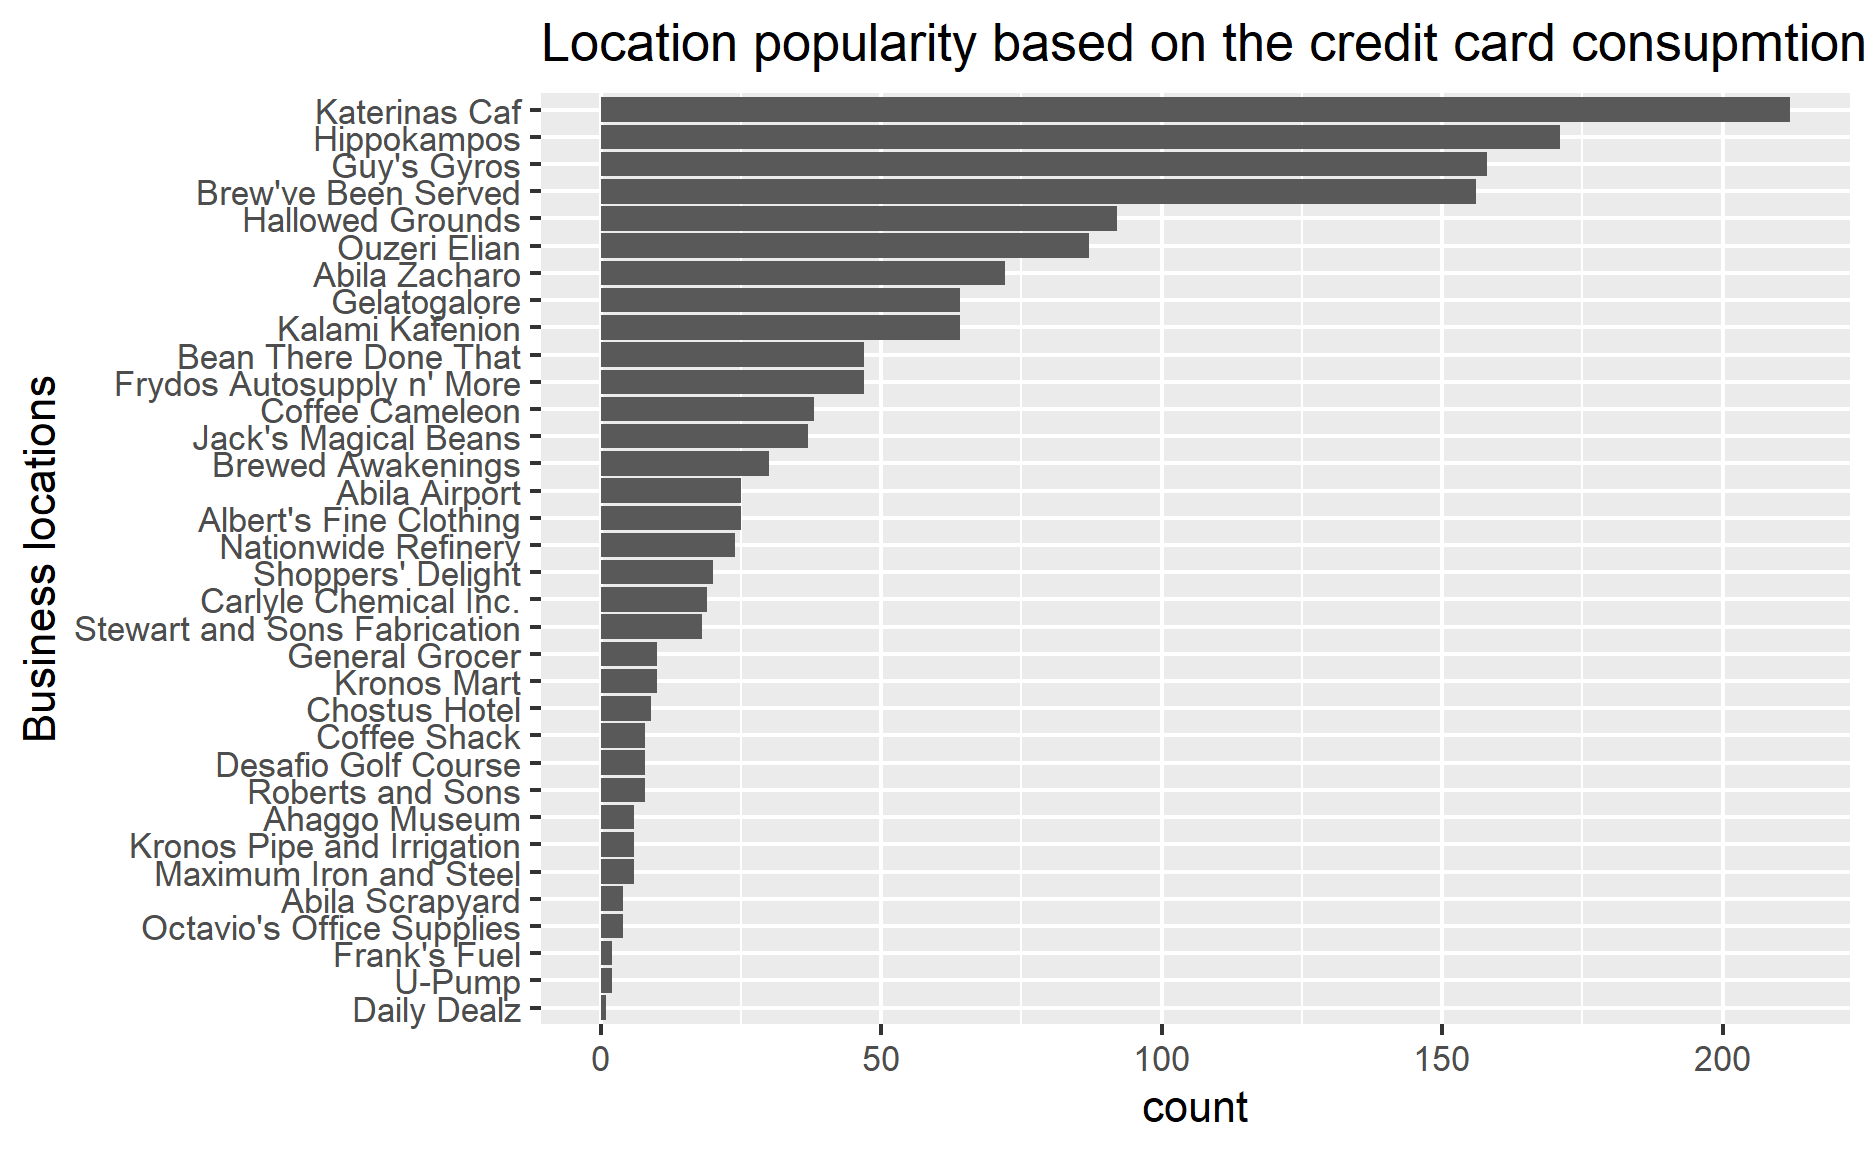 Location popularity based on the credit card consupmtion
Business locations
Katerinas Caf
Hippokampos
Guy's Gyros
Brew've Been Served
Hallowed Grounds
Ouzeri Elian
Abila Zacharo
Gelatogalore
Kalami Kafenion
Bean There Done That
Frydos Autosupply n' More
Coffee Cameleon
Jack's Magical Beans
Brewed Awakenings
Abila Airport
Albert's Fine Clothing
Nationwide Refinery
Shoppers' Delight
Carlyle Chemical Inc.
Stewart and Sons Fabrication
General Grocer
Kronos Mart
Chostus Hotel
Coffee Shack
Desafio Golf Course
Roberts and Sons
Ahaggo Museum
Kronos Pipe and Irrigation
Maximum Iron and Steel
Abila Scrapyard
Octavio's Office Supplies
Frank's Fuel
U-Pump
Daily Dealz
0 50 100 150 200
count